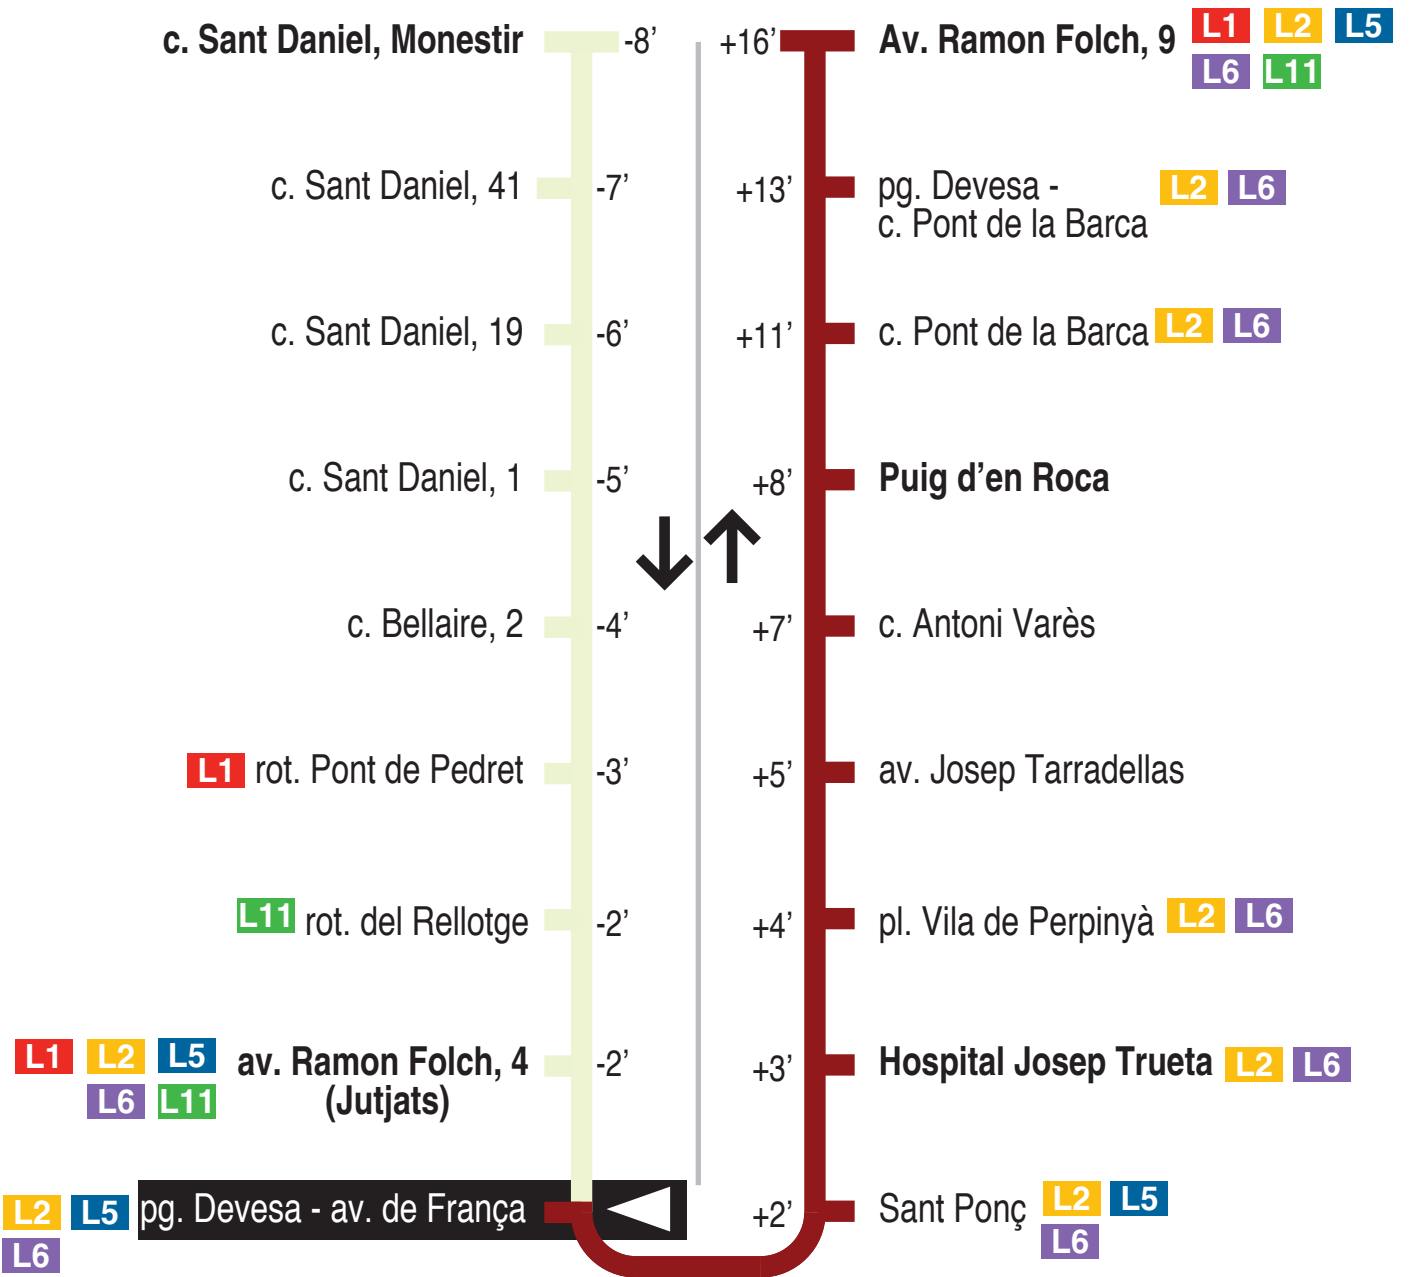 c. Sant Daniel, Monestir -8’
c. Sant Daniel, 41 -7’
c. Sant Daniel, 19 -6’
c. Sant Daniel, 1 -5’
c. Bellaire, 2 -4’
L1 rot. Pont de Pedret -3’
L11 rot. del Rellotge -2’
L1 L2 L5 av. Ramon Folch, 4 -2’
L6 L11 (Jutjats)
L2 L5 pg. Devesa - av. de França
L6
+16’ Av. Ramon Folch, 9 L1 L2 L5
L6 L11
+13’ pg. Devesa - L2 L6
c. Pont de la Barca
+11’ c. Pont de la Barca L2 L6
+8’ Puig d’en Roca
+7’ c. Antoni Varès
+5’ av. Josep Tarradellas
+4’ pl. Vila de Perpinyà L2 L6
+3’ Hospital Josep Trueta L2 L6
+2’ Sant Ponç L2 L5
L6